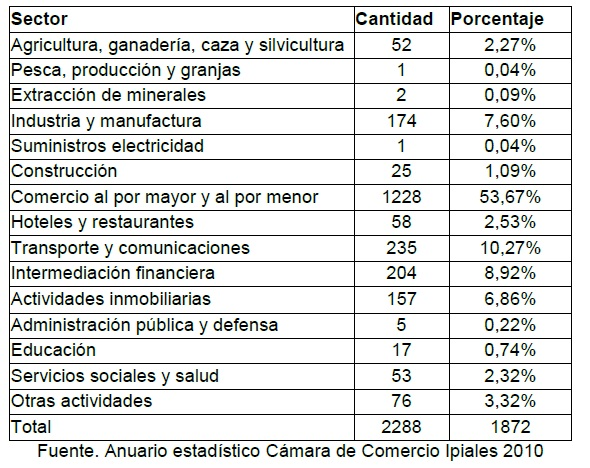 Sector Cantidad Porcentaje
Agricultura, ganadería, caza y silvicultura 52 2,27%
Pesca, producción y granjas 1 0,04%
Extracción de minerales 2 0,09%
Industria y manufactura 174 7,60%
Suministros electricidad 1 0,04%
Construcción 25 1,09%
Comercio al por mayor y al por menor 1228 53,67%
Hoteles y restaurantes 58 2,53%
Transporte y comunicaciones 235 10,27%
Intermediación financiera 204 8,92%
Actividades inmobiliarias 157 6,86%
Administración pública y defensa 5 0,22%
Educación 17 0,74%
Servicios sociales y salud 53 2,32%
Otras actividades 76 3,32%
Total 2288 1872
Fuente. Anuario estadístico Cámara de Comercio Ipiales 2010